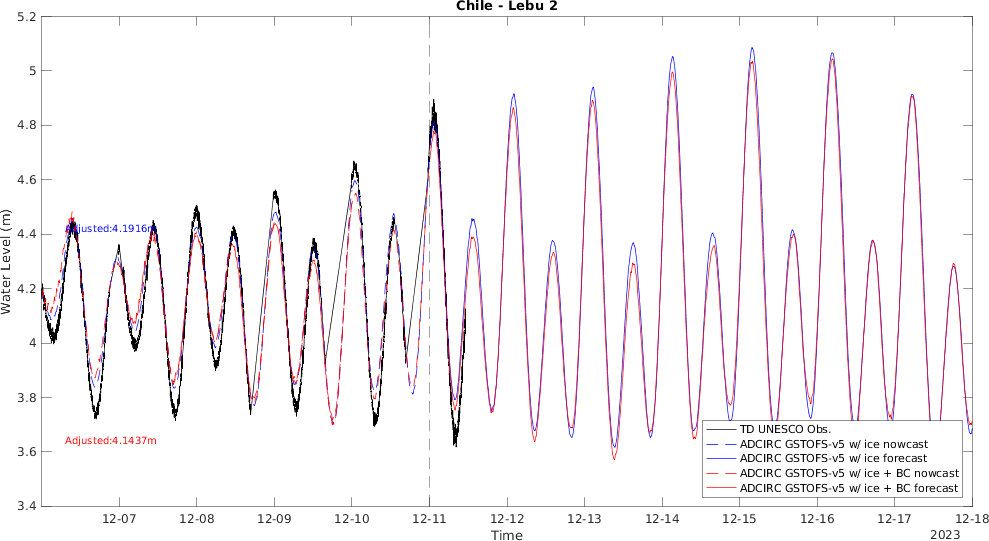 Chile - Lebu 2
Water Level (m)
5.2
5
4.8
4.6
4.4
4.2
4
3.8
3.6
3.4
Adjusted:4.1916m
Adjusted:4.1437m
TD UNESCO Obs.
ADCIRC GSTOFS-v5 w/ ice nowcast
ADCIRC GSTOFS-v5 w/ ice forecast
ADCIRC GSTOFS-v5 w/ ice + BC nowcast
ADCIRC GSTOFS-v5 w/ ice + BC forecast
12-07 12-08 12-09 12-10 12-11 12-12 12-13 12-14 12-15 12-16 12-17 12-18
Time
2023